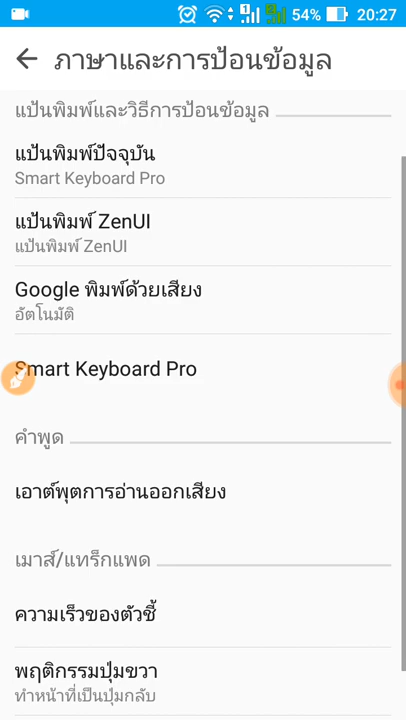 54% 20:27
ภาษาและการป้อนข้อมูล
แป้นพิมพ์และวิธีการป้อนข้อมูล
แป้นพิมพ์ปัจจุบัน
Smart Keyboard Pro
แป้นพิมพ์ ZenUI
แป้นพิมพ์ ZenUI
Google พิมพ์ด้วยเสียง
อัตโนมัติ
Smart Keyboard Pro
คำพูด
เอาต์พุตการอ่านออกเสียง
เมาส์/แทร็กแพด
ความเร็วของตัวชี้
พฤติกรรมปุ่มขวา
ทำหน้าที่เป็นปุ่มกลับ